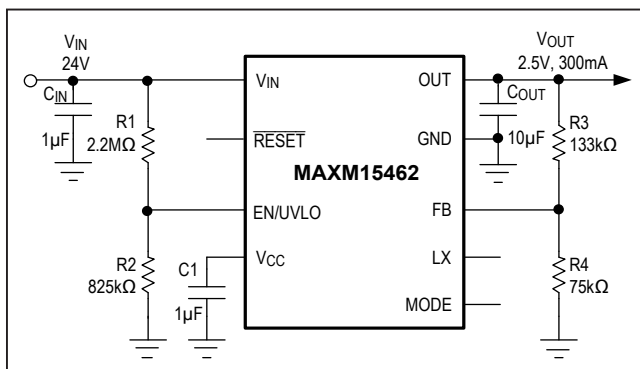 VIN
24V
VOUT
2.5V, 300mA
VIN
OUT
CIN
1µF
R1
2.2MΩ
COUT
10µF
R3
133kΩ
RESET
GND
MAXM15462
EN/UVLO
FB
R2
825kΩ
C1
1µF
VCC
LX
R4
75kΩ
MODE